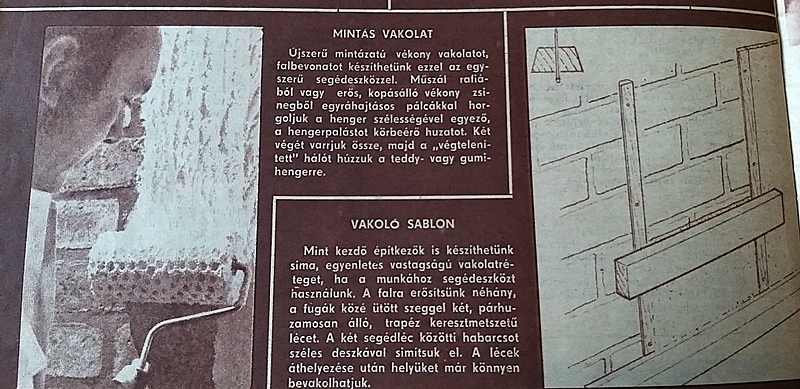 MINTÁS VAKOLAT
Újszerű mintázatú vékony vakolatot,
falbevonatot készíthetünk ezzel az egy-
szerű segédeszközzel. Műszál rafiá-
ból vagy erős, kopásálló vékony zsi-
negből egyráhajtásos pálcákkal hor-
goljuk a henger szélességével egyező,
a hengerpalástot körbeérő huzatot. Két
végét varrjuk össze, majd a „végtelení-
tett" hálót húzzuk a teddy- vagy gumi-
hengerre.
VAKOLÓ SABLON
Mint kezdő építkezők is készíthetünk
sima, egyenletes vastagságú vakolatré-
teget, ha a munkához segédeszközt
használunk. A falra erősítsünk néhány,
a fugák közé ütött szeggel két, párhu-
zamosan álló, trapéz keresztmetszetű
lécet. A két segédléc közötti habarcsot
széles deszkával simítsuk el. A lécek
áthelyezése után helyüket már könnyen
bevakolhatjuk.